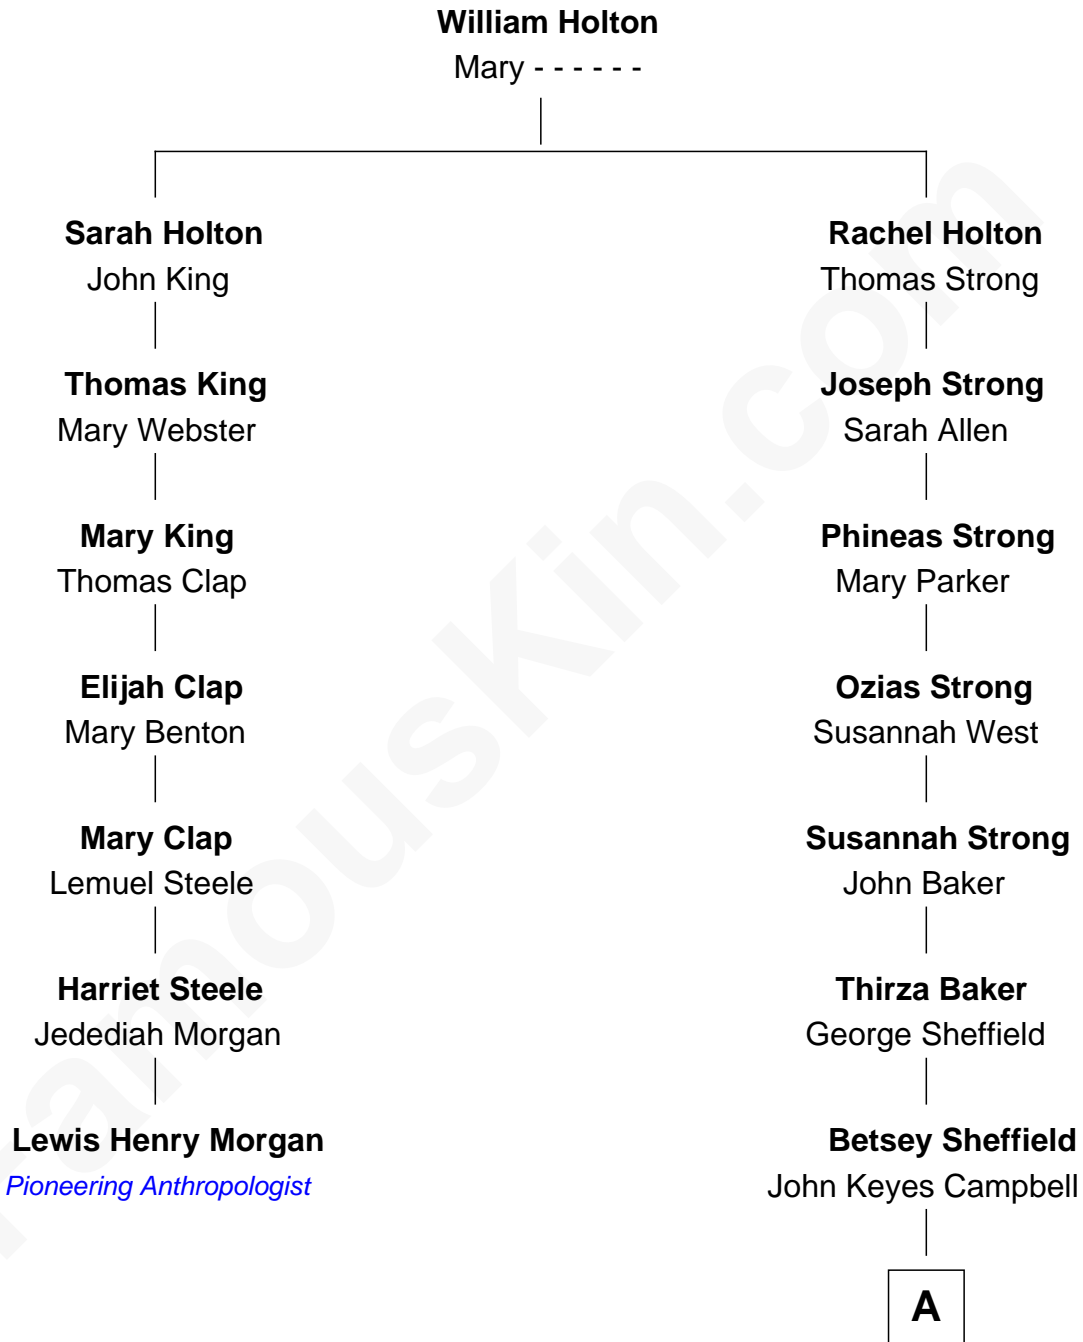 William Holton
Mary - - - - - -
Sarah Holton
John King
Rachel Holton
Thomas Strong
Thomas King
Mary Webster
Joseph Strong
Sarah Allen
Mary King
Thomas Clap
Phineas Strong
Mary Parker
Elijah Clap
Mary Benton
Ozias Strong
Susannah West
Mary Clap
Lemuel Steele
Susannah Strong
John Baker
Harriet Steele
Jedediah Morgan
Thirza Baker
George Sheffield
Lewis Henry Morgan
Pioneering Anthropologist
Betsey Sheffield
John Keyes Campbell
A
FamousKin.com